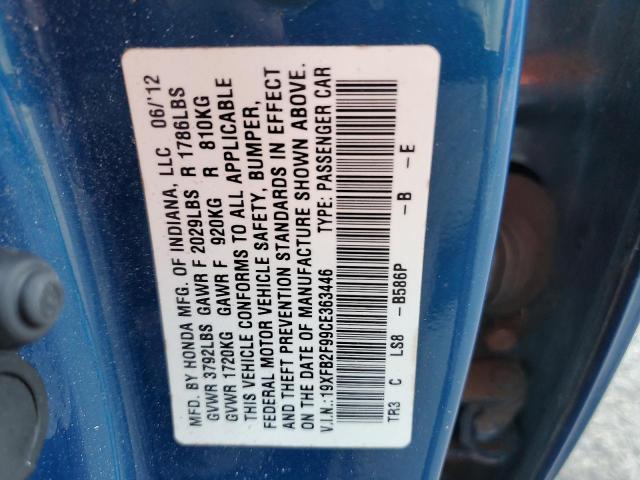 MFD. BY HONDA MFG. OF INDIANA, LLC 06/'12
GVWR 3792LBS GAWR F 2029LBS R 1786LBS
GVWR 1720KG GAWR F 920KG R 810KG
THIS VEHICLE CONFORMS TO ALL APPLICABLE
FEDERAL MOTOR VEHICLE SAFETY, BUMPER,
AND THEFT PREVENTION STANDARDS IN EFFECT
ON THE DATE OF MANUFACTURE SHOWN ABOVE.
V.I.N.:19XFB2F99CE363446 TYPE: PASSENGER CAR
TR3 C LS8 -B586P -B -E